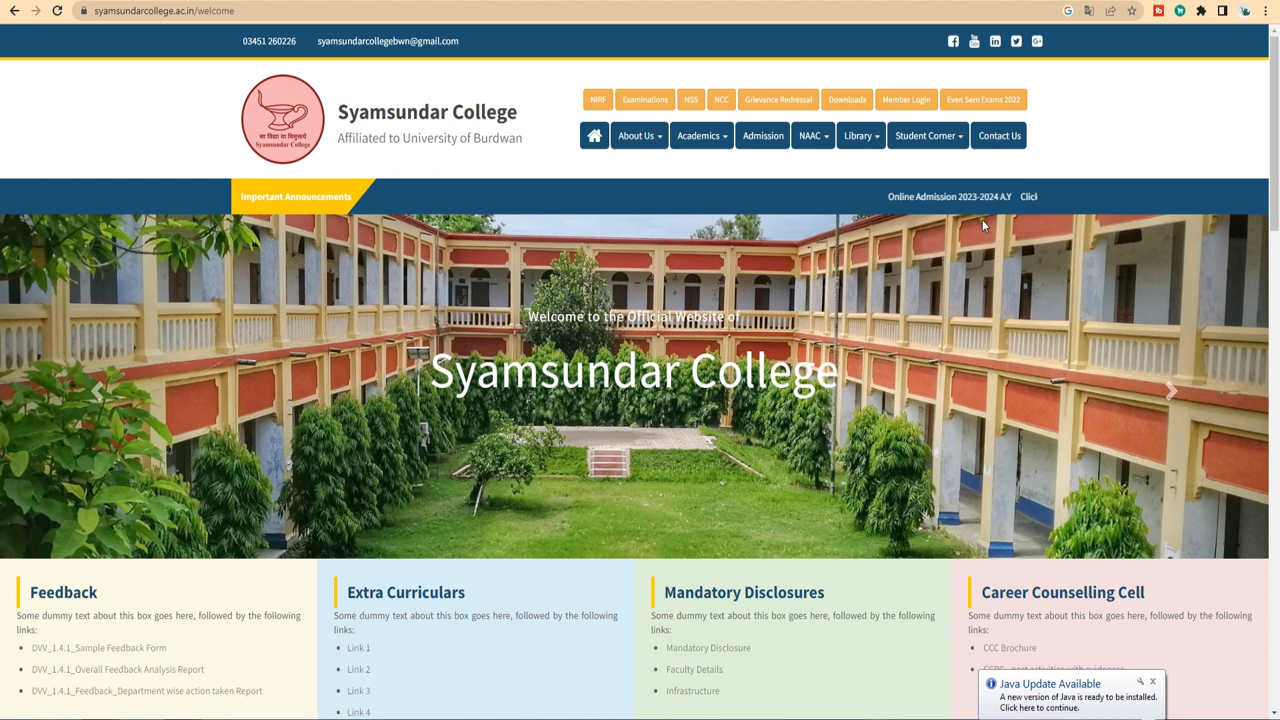 syamsundarcollege.ac.in/welcome
03451 260226
syamsundarcollegebwn@gmail.com
सा विद्या या विमुक्तये
Syamsundar College
Syamsundar College
Affiliated to University of Burdwan
NIRF
Examinations
NSS
NCC
Grievance Redressal
Downloads
Member Login
Even Sem Exams 2022
About Us
Academics
Admission
NAAC
Library
Student Corner
Contact Us
Important Announcements
Online Admission 2023-2024 A.Y
Welcome to the Official Website of
Syamsundar College
Feedback
Some dummy text about this box goes here, followed by the following
links:
DVV_1.4.1_Sample Feedback Form
DVV_1.4.1_Overall Feedback Analysis Report
DVV_1.4.1_Feedback_Department wise action taken Report
Extra Curriculars
Some dummy text about this box goes here, followed by the following
links:
Link 1
Link 2
Link 3
Link 4
Mandatory Disclosures
Some dummy text about this box goes here, followed by the following
links:
Mandatory Disclosure
Faculty Details
Infrastructure
Career Counselling Cell
Some dummy text about this box goes here, followed by the following
links:
CCC Brochure
Java Update Available
A new version of Java is ready to be installed.
Click here to continue.